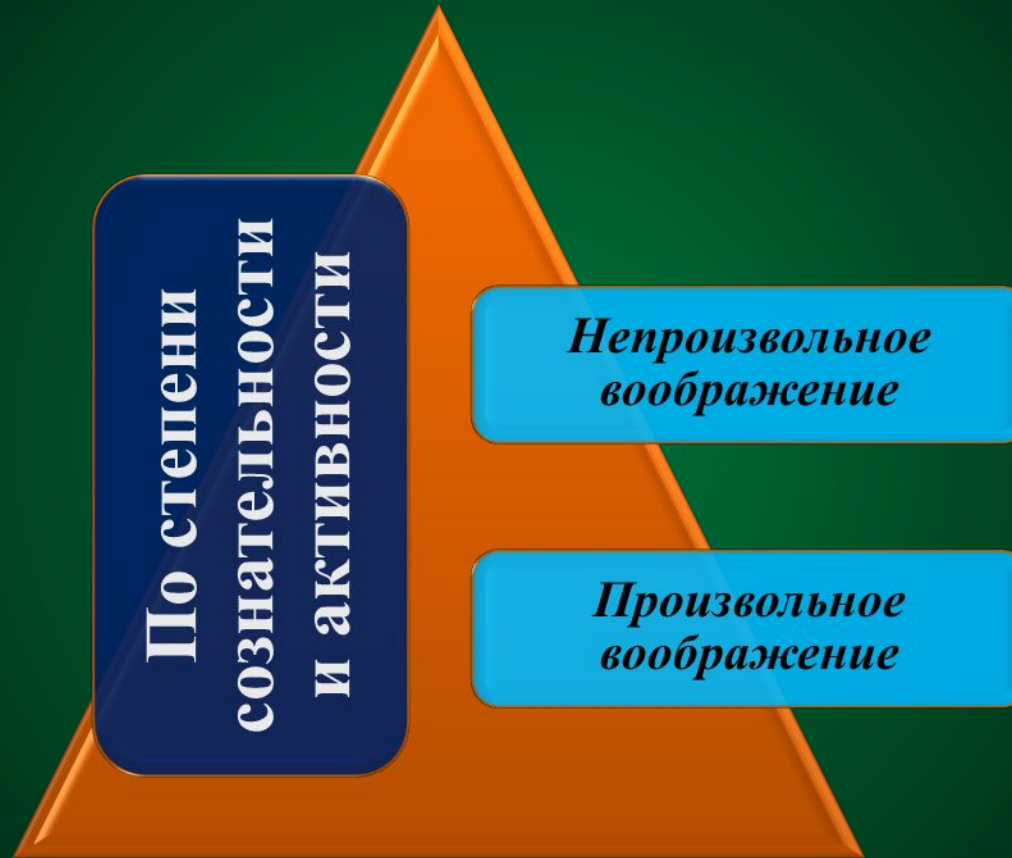 По степени
сознательности
и активности
Непроизвольное
воображение
Произвольное
воображение